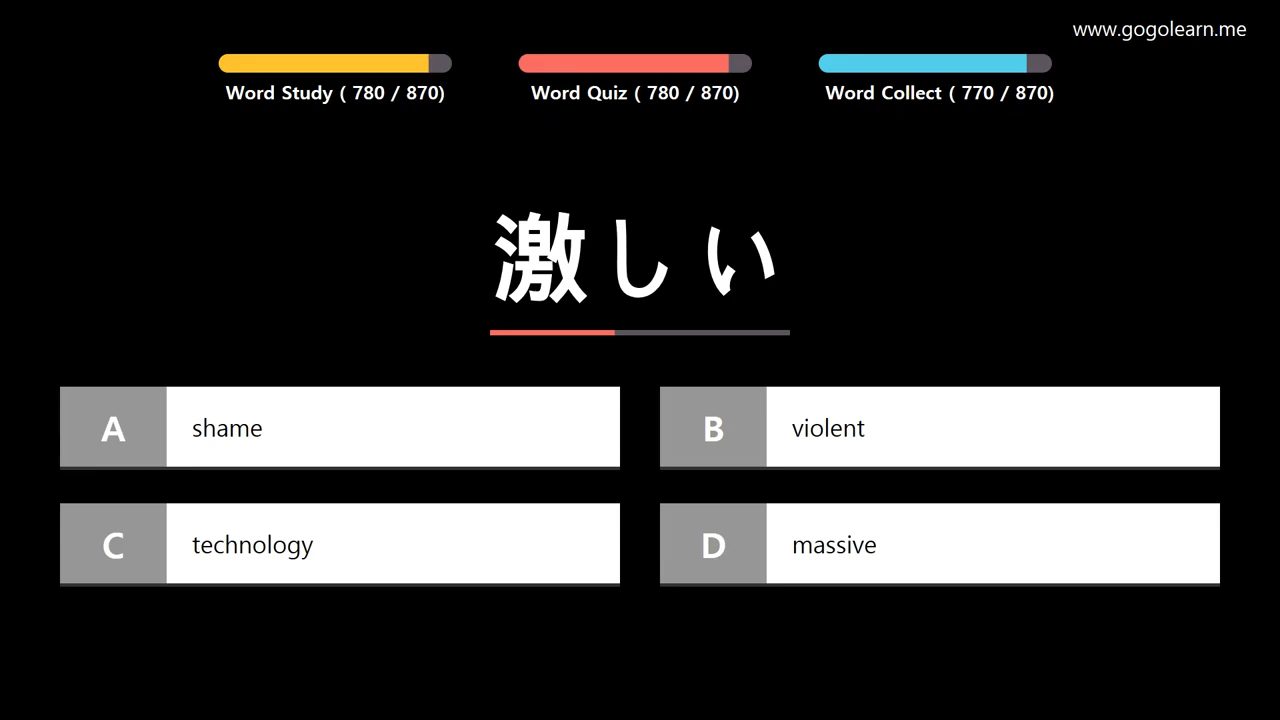 www.gogolearn.me
Word Study ( 780 / 870)
Word Quiz ( 780 / 870)
Word Collect ( 770 / 870)
激しい
A shame
B violent
C technology
D massive